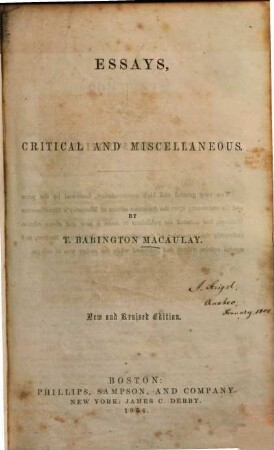 ESSAYS,
CRITICAL AND MISCELLANEOUS.
BY
T. BABINGTON MACAULAY.
New and Revised Edition.
BOSTON:
PHILLIPS, SAMPSON, AND COMPANY.
NEW YORK: JAMES C. DERBY.
1854.